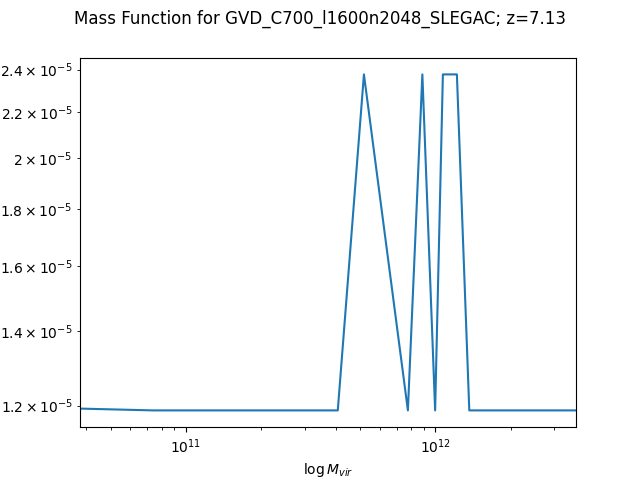 Mass Function for GVD_C700_l1600n2048_SLEGAC; z=7.13
2.4 × 10⁻⁵
2.2 × 10⁻⁵
2 × 10⁻⁵
1.8 × 10⁻⁵
1.6 × 10⁻⁵
1.4 × 10⁻⁵
1.2 × 10⁻⁵
10¹¹ 10¹²
log M_vir